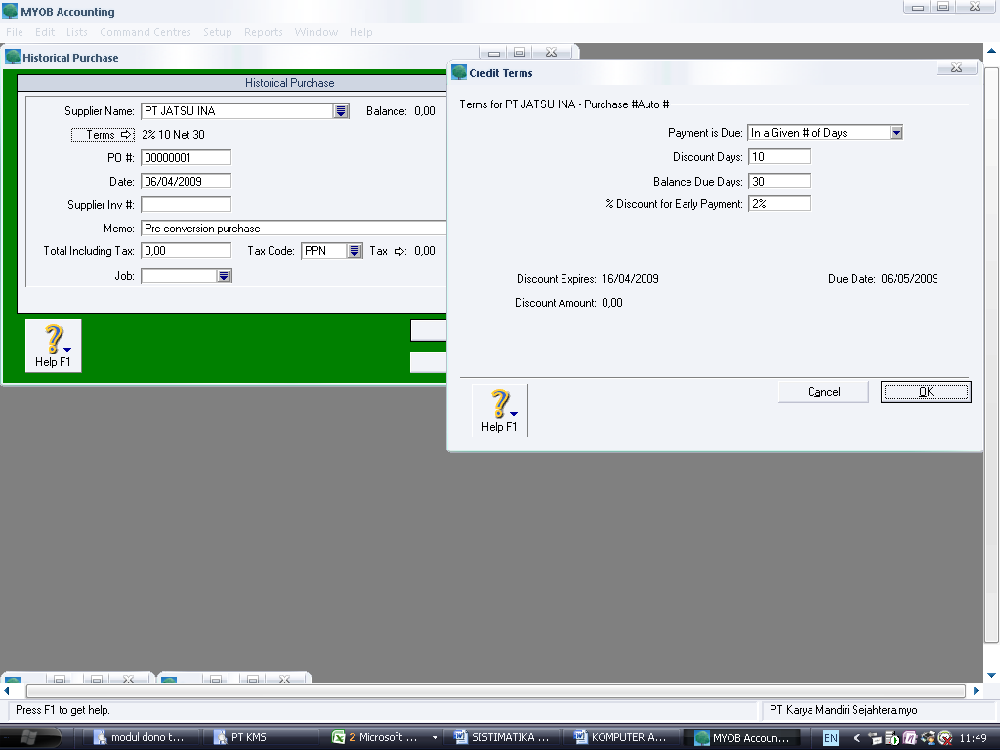 MYOB Accounting
File Edit Lists Command Centres Setup Reports Window Help
Historical Purchase
Historical Purchase
Supplier Name: PT JATSU INA Balance: 0,00
Terms 2% 10 Net 30
PO #: 00000001
Date: 06/04/2009
Supplier Inv #:
Memo: Pre-conversion purchase
Total Including Tax: 0,00 Tax Code: PPN Tax : 0,00
Job:
Help F1
Credit Terms
Terms for PT JATSU INA - Purchase #Auto #
Payment is Due: In a Given # of Days
Discount Days: 10
Balance Due Days: 30
% Discount for Early Payment: 2%
Discount Expires: 16/04/2009 Due Date: 06/05/2009
Discount Amount: 0,00
Cancel OK
Help F1
Press F1 to get help. PT Karya Mandiri Sejahtera.myo
modul dono t... PT KMS 2 Microsoft ... SISTIMATIKA ... KOMPUTER A... MYOB Accoun... EN 11:49